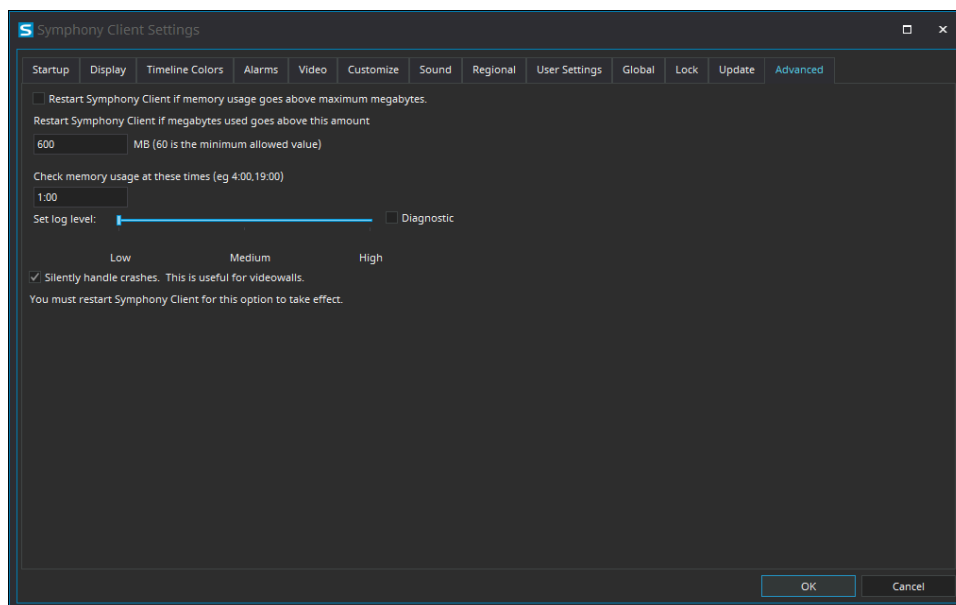 S Symphony Client Settings
Startup Display Timeline Colors Alarms Video Customize Sound Regional User Settings Global Lock Update Advanced
Restart Symphony Client if memory usage goes above maximum megabytes.
Restart Symphony Client if megabytes used goes above this amount
600 MB (60 is the minimum allowed value)
Check memory usage at these times (eg 4:00,19:00)
1:00
Set log level: Diagnostic
Low Medium High
Silently handle crashes. This is useful for videowalls.
You must restart Symphony Client for this option to take effect.
OK Cancel